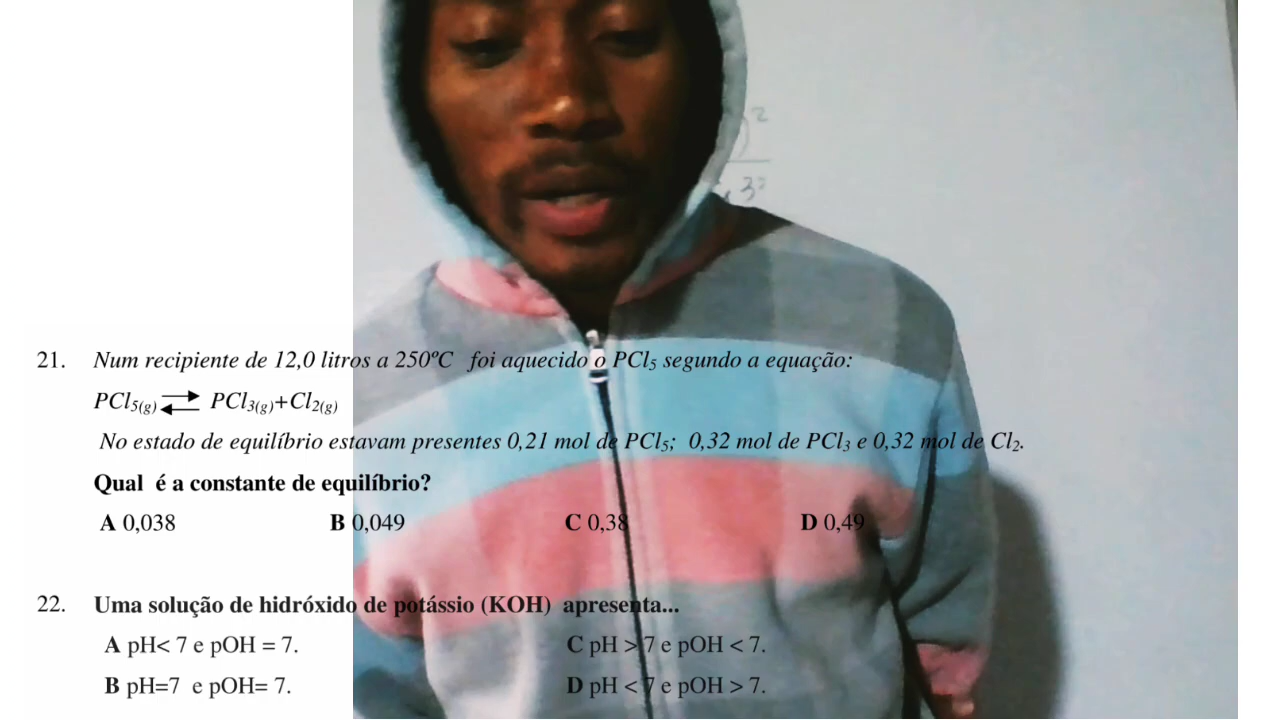 )²
3²
21. Num recipiente de 12,0 litros a 250ºC foi aquecido o PCl₅ segundo a equação:
PCl₅(g) ⇄ PCl₃(g)+Cl₂(g)
No estado de equilíbrio estavam presentes 0,21 mol de PCl₅; 0,32 mol de PCl₃ e 0,32 mol de Cl₂.
Qual é a constante de equilíbrio?
A 0,038 B 0,049 C 0,38 D 0,49
22. Uma solução de hidróxido de potássio (KOH) apresenta...
A pH< 7 e pOH = 7. C pH > 7 e pOH < 7.
B pH=7 e pOH= 7. D pH < 7 e pOH > 7.